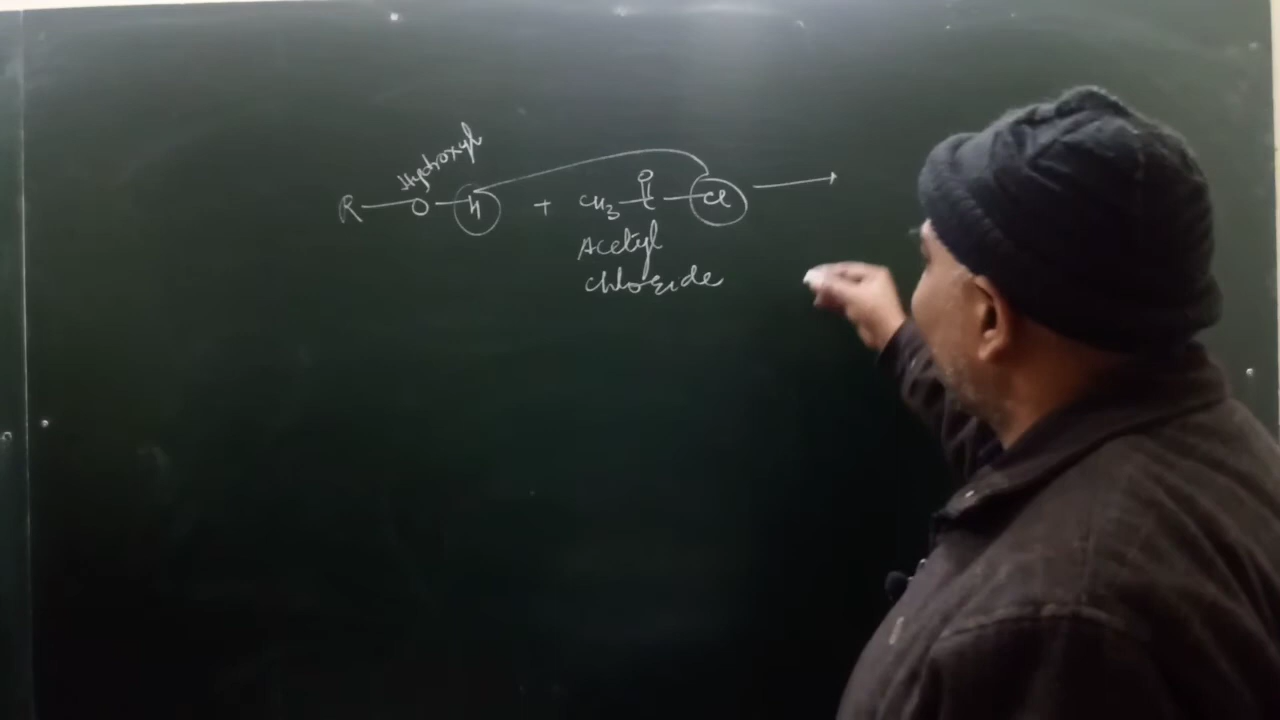 Hydroxyl
O
R—O—H + CH3—C—Cl →
Acetyl
chloride